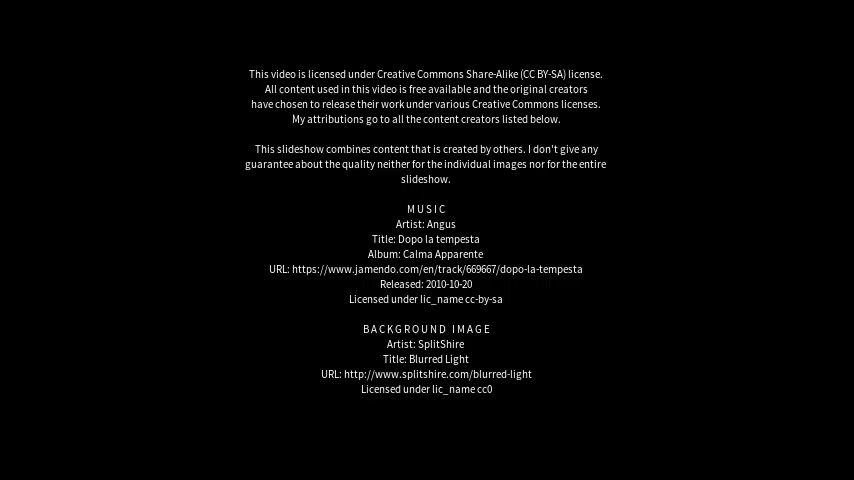 This video is licensed under Creative Commons Share-Alike (CC BY-SA) license.
All content used in this video is free available and the original creators
have chosen to release their work under various Creative Commons licenses.
My attributions go to all the content creators listed below.
This slideshow combines content that is created by others. I don't give any
guarantee about the quality neither for the individual images nor for the entire
slideshow.
M U S I C
Artist: Angus
Title: Dopo la tempesta
Album: Calma Apparente
URL: https://www.jamendo.com/en/track/669667/dopo-la-tempesta
Released: 2010-10-20
Licensed under lic_name cc-by-sa
B A C K G R O U N D   I M A G E
Artist: SplitShire
Title: Blurred Light
URL: http://www.splitshire.com/blurred-light
Licensed under lic_name cc0